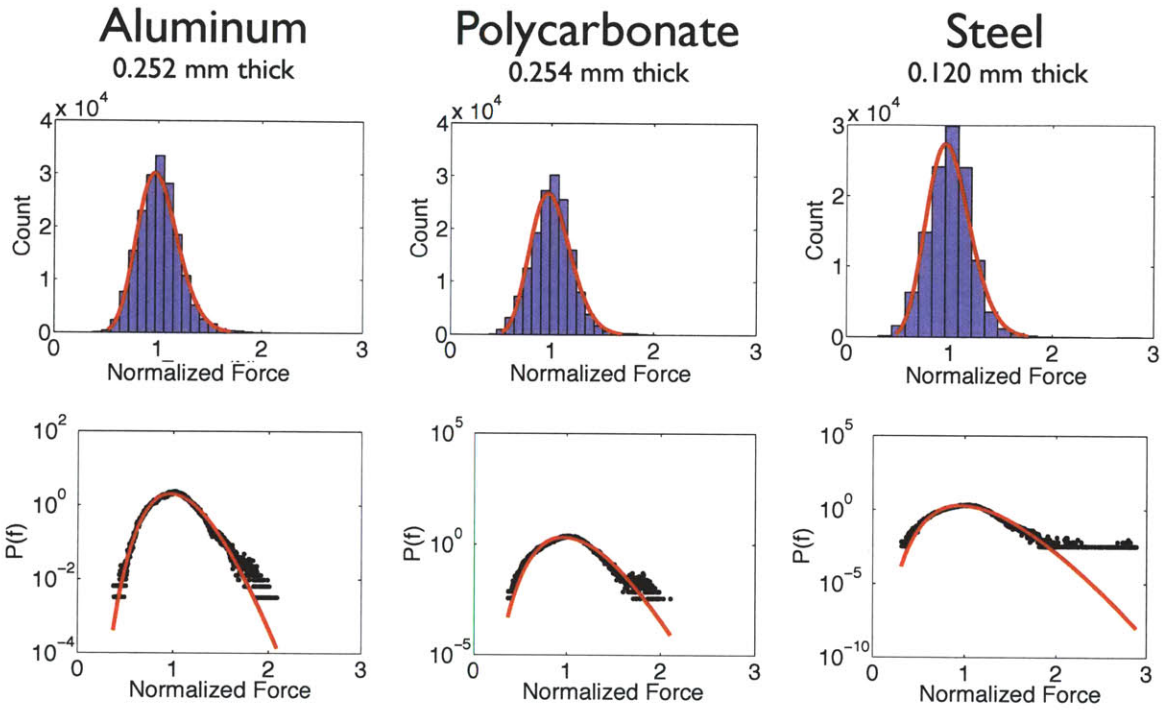 Aluminum
0.252 mm thick
Polycarbonate
0.254 mm thick
Steel
0.120 mm thick
x 10^4
4
3
2
1
0
Count
0 1 2 3
Normalized Force
x 10^4
4
3
2
1
0
Count
0 1 2 3
Normalized Force
x 10^4
3
2
1
0
Count
0 1 2 3
Normalized Force
10^2
10^0
10^-2
10^-4
P(f)
0 1 2 3
Normalized Force
10^5
10^0
10^-5
P(f)
0 1 2 3
Normalized Force
10^5
10^0
10^-5
10^-10
P(f)
0 1 2 3
Normalized Force